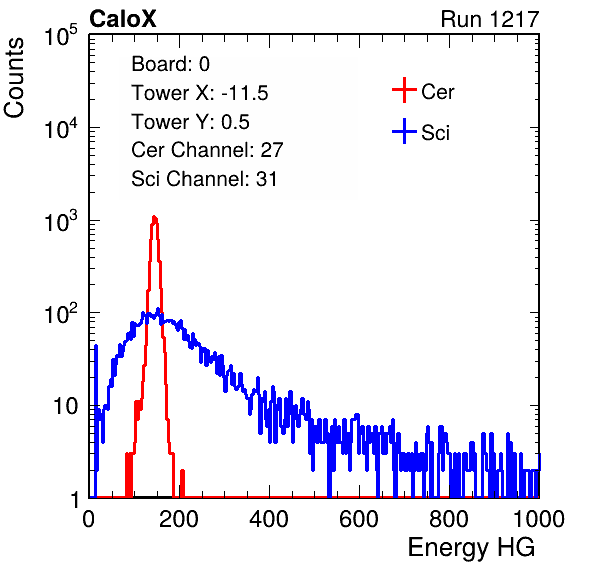 CaloX Run 1217
Counts
Board: 0
Tower X: -11.5
Tower Y: 0.5
Cer Channel: 27
Sci Channel: 31
Cer
Sci
10^5
10^4
10^3
10^2
10
1
0 200 400 600 800 1000
Energy HG